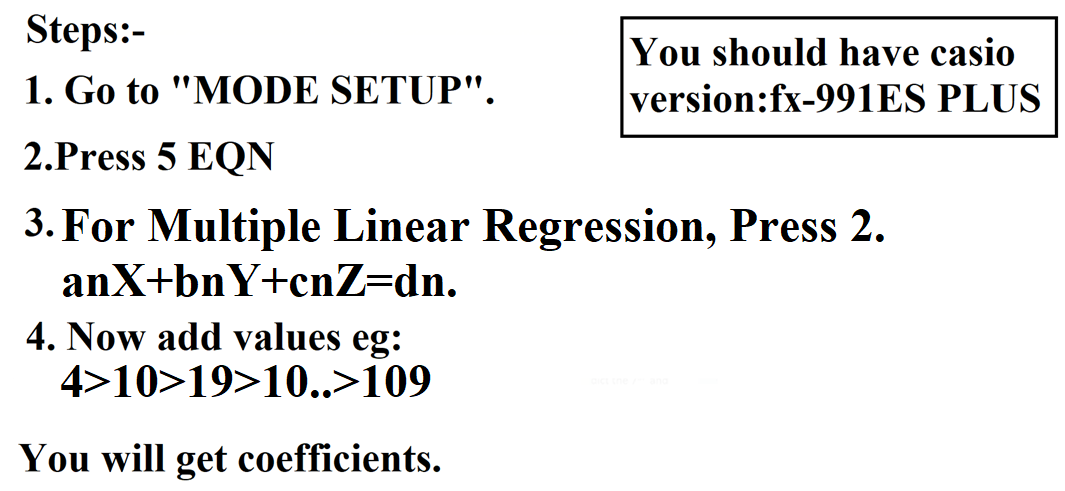 Steps:-
You should have casio
version:fx-991ES PLUS
1. Go to "MODE SETUP".
2.Press 5 EQN
3. For Multiple Linear Regression, Press 2.
anX+bnY+cnZ=dn.
4. Now add values eg:
4>10>19>10..>109
You will get coefficients.